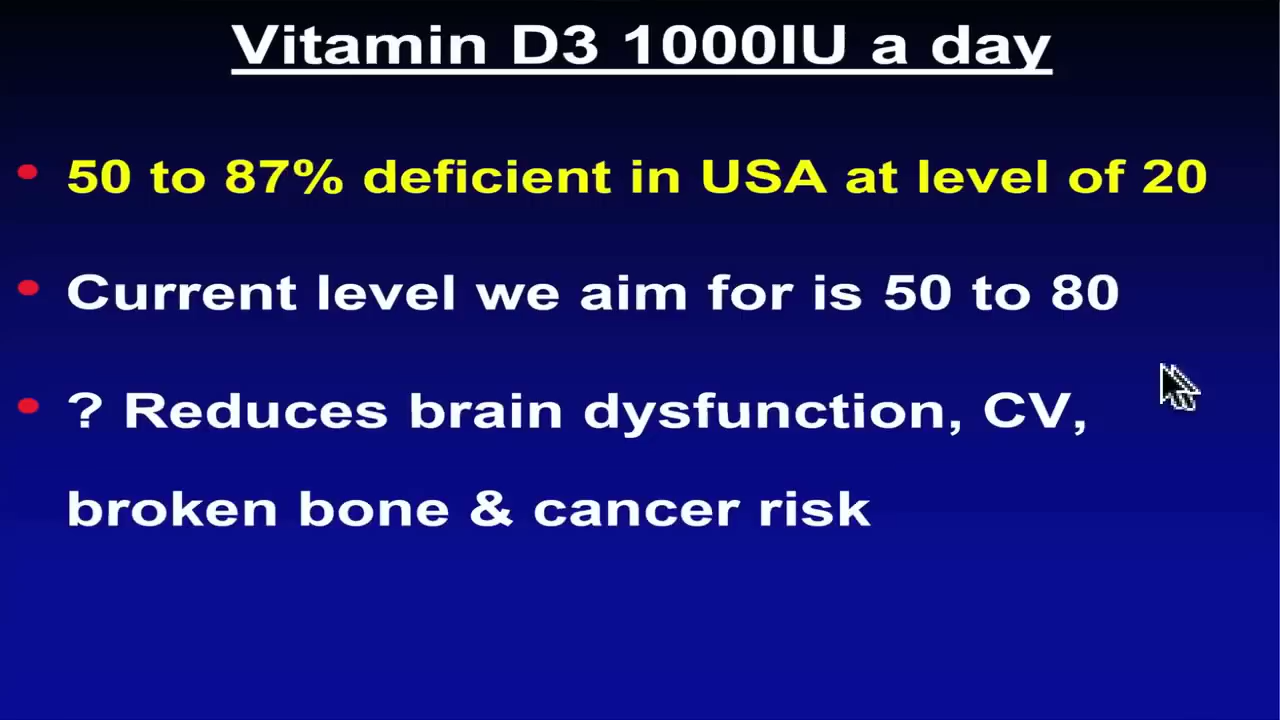 Vitamin D3 1000IU a day
• 50 to 87% deficient in USA at level of 20
• Current level we aim for is 50 to 80
• ? Reduces brain dysfunction, CV,
broken bone & cancer risk